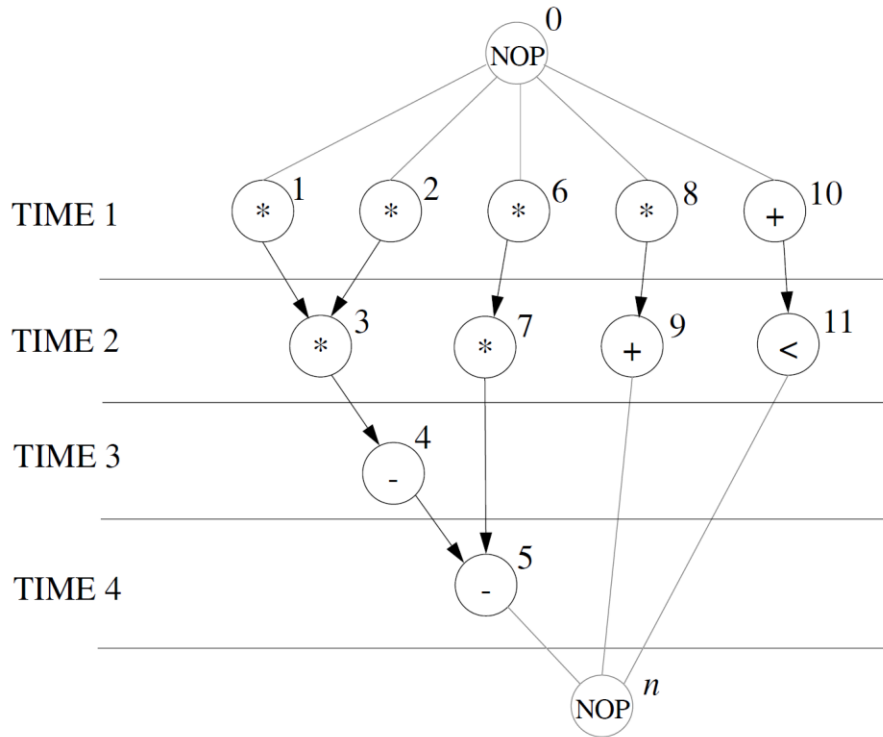 0
NOP
TIME 1
* 1
* 2
* 6
* 8
+ 10
TIME 2
* 3
* 7
+ 9
< 11
TIME 3
- 4
TIME 4
- 5
NOP n